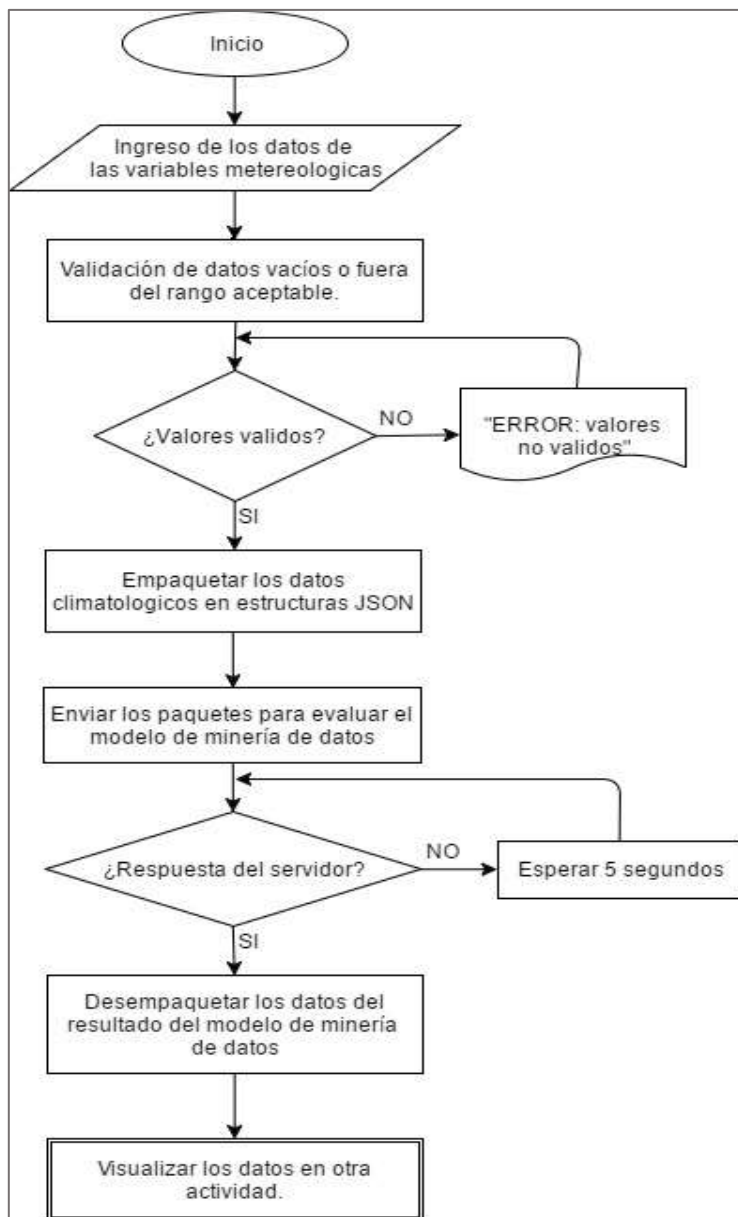 Inicio
Ingreso de los datos de
las variables metereologicas
Validación de datos vacíos o fuera
del rango aceptable.
¿Valores validos?
NO
"ERROR: valores
no validos"
SI
Empaquetar los datos
climatologicos en estructuras JSON
Enviar los paquetes para evaluar el
modelo de minería de datos
¿Respuesta del servidor?
NO
Esperar 5 segundos
SI
Desempaquetar los datos del
resultado del modelo de minería
de datos
Visualizar los datos en otra
actividad.